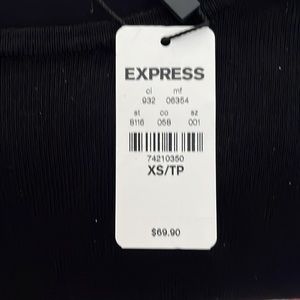 EXPRESS
cl mf
932 06354
st co sz
8116 058 001
74210350
XS/TP
$69.90